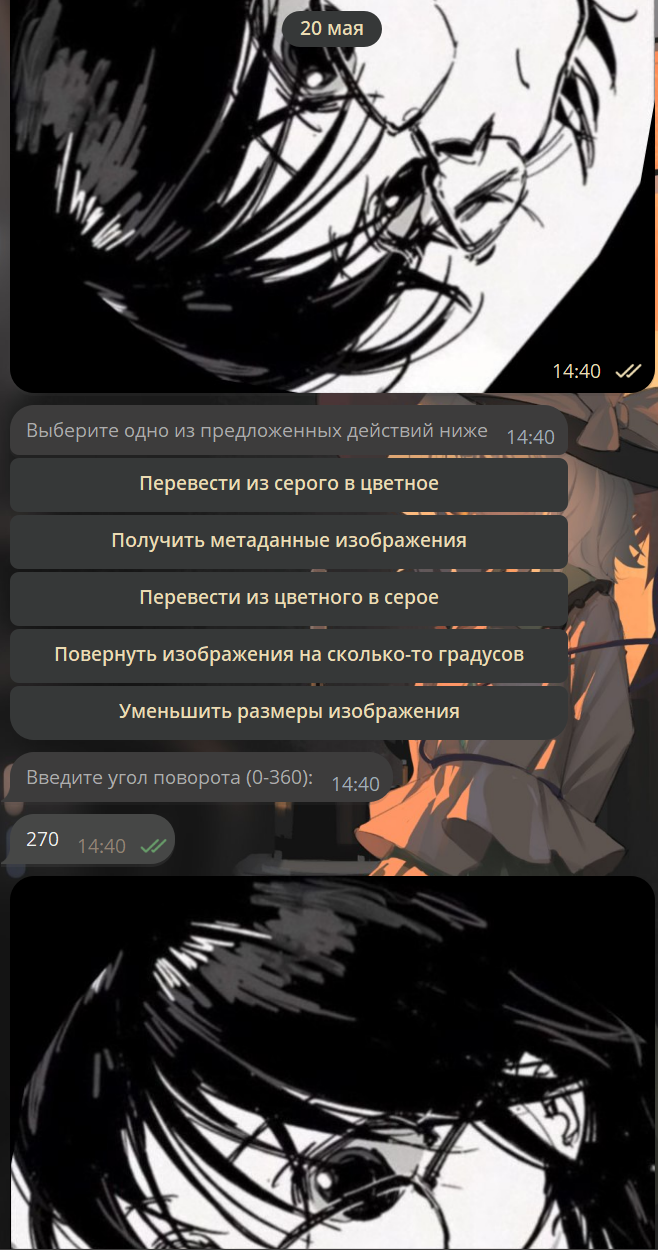 20 мая
14:40
Выберите одно из предложенных действий ниже 14:40
Перевести из серого в цветное
Получить метаданные изображения
Перевести из цветного в серое
Повернуть изображения на сколько-то градусов
Уменьшить размеры изображения
Введите угол поворота (0-360): 14:40
270 14:40